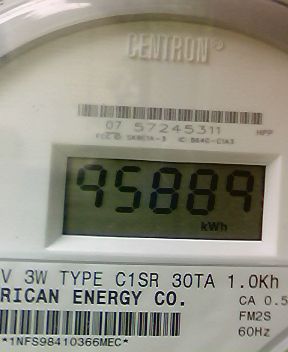 CENTRON®
07 57245311 HPP
95889
kWh
V 3W TYPE C1SR 30TA 1.0Kh
RICAN ENERGY CO. CA 0.5
FM2S
60Hz
*1NFS98410366MEC*